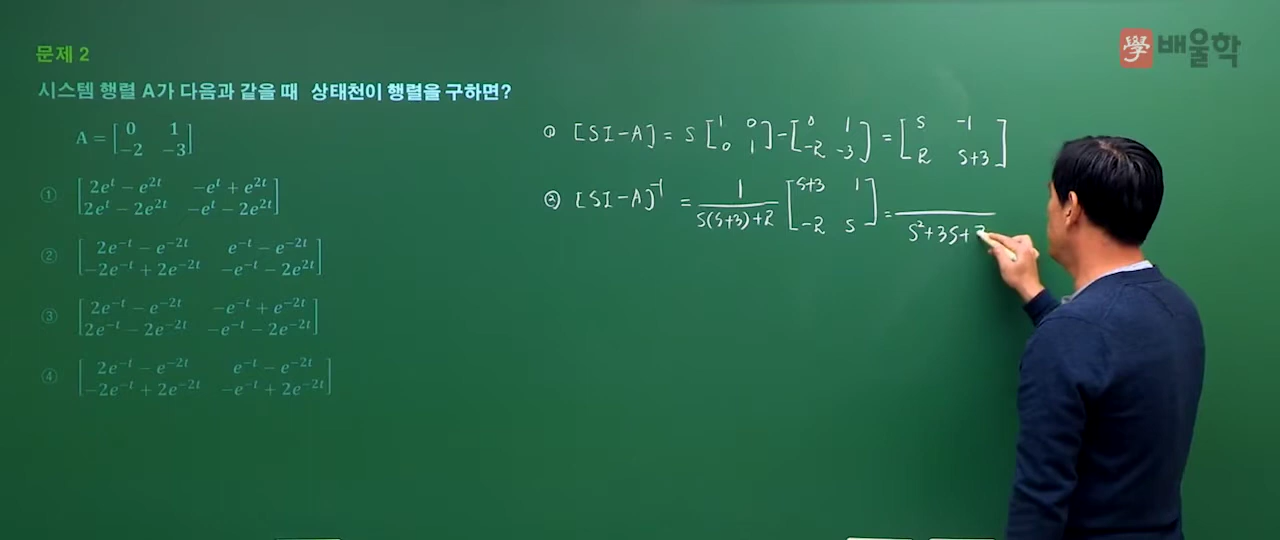 學 배울학
문제 2
시스템 행렬 A가 다음과 같을 때 상태천이 행렬을 구하면?
A = [0 1
-2 -3]
① [2e^t − e^{2t} −e^t + e^{2t}
2e^t − 2e^{2t} −e^t − 2e^{2t}]
② [2e^{−t} − e^{−2t} e^{−t} − e^{−2t}
−2e^{−t} + 2e^{−2t} −e^{−t} − 2e^{2t}]
③ [2e^{−t} − e^{−2t} −e^{−t} + e^{−2t}
2e^{−t} − 2e^{−2t} −e^{−t} − 2e^{−2t}]
④ [2e^{−t} − e^{−2t} e^{−t} − e^{−2t}
−2e^{−t} + 2e^{−2t} −e^{−t} + 2e^{−2t}]
① [SI-A] = S [1 0 0 1] - [0 1 -2 -3] = [S -1 2 S+3]
② [SI-A]^{-1} = 1 / S(S+3)+2 [S+3 1 -2 S] = / S²+3S+